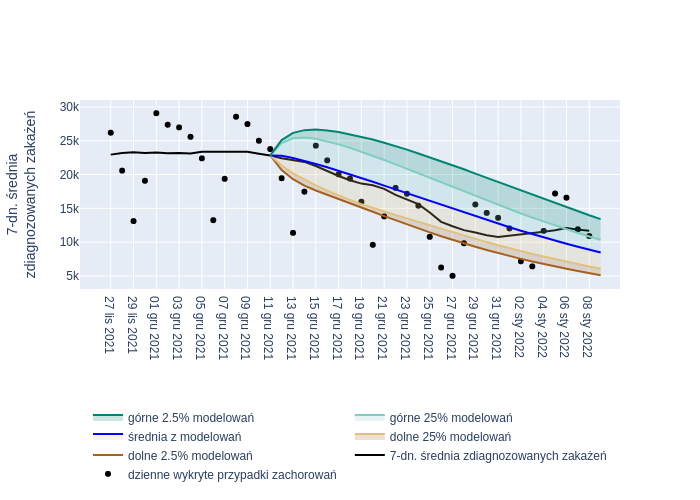 30k
25k
20k
15k
10k
5k
7-dn. średnia
zdiagnozowanych zakażeń
27 lis 2021
29 lis 2021
01 gru 2021
03 gru 2021
05 gru 2021
07 gru 2021
09 gru 2021
11 gru 2021
13 gru 2021
15 gru 2021
17 gru 2021
19 gru 2021
21 gru 2021
23 gru 2021
25 gru 2021
27 gru 2021
29 gru 2021
31 gru 2021
02 sty 2022
04 sty 2022
06 sty 2022
08 sty 2022
górne 2.5% modelowań
górne 25% modelowań
średnia z modelowań
dolne 25% modelowań
dolne 2.5% modelowań
7-dn. średnia zdiagnozowanych zakażeń
dzienne wykryte przypadki zachorowań